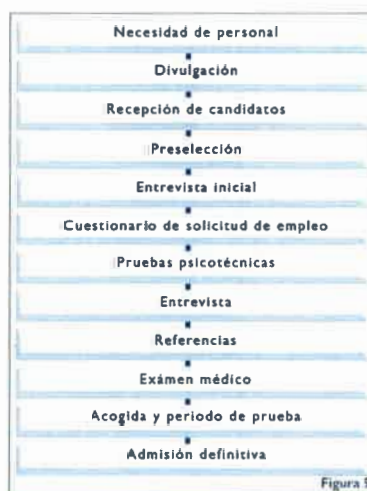 Necesidad de personal
Divulgación
Recepción de candidatos
Preselección
Entrevista inicial
Cuestionario de solicitud de empleo
Pruebas psicotécnicas
Entrevista
Referencias
Exámen médico
Acogida y periodo de prueba
Admisión definitiva
Figura